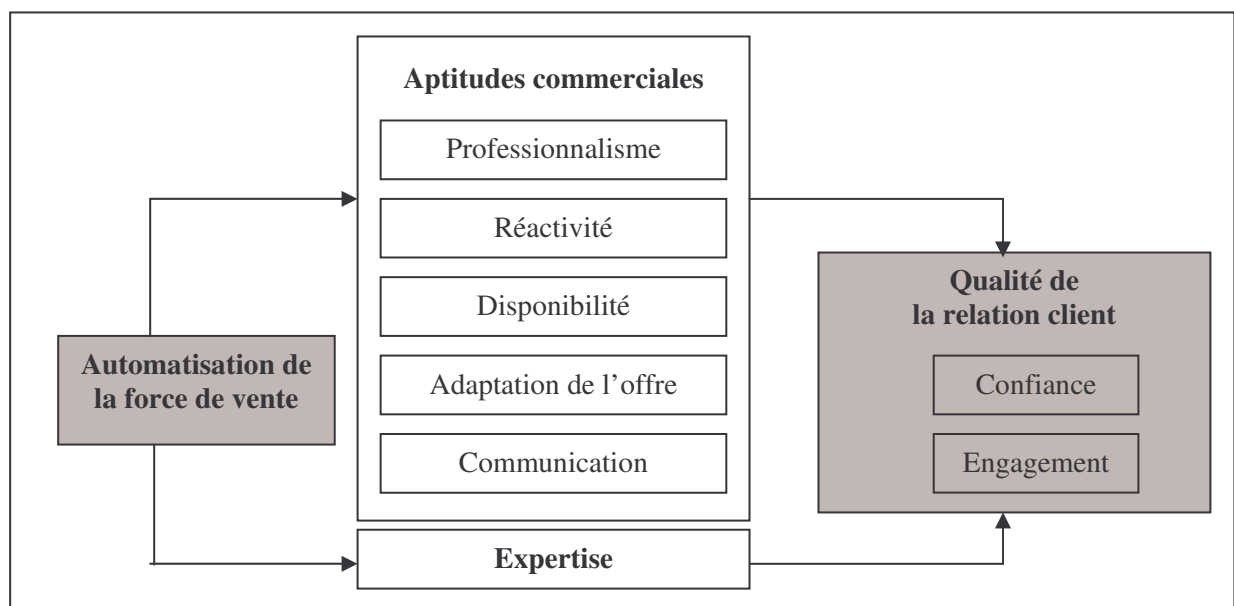 Aptitudes commerciales
Professionnalisme
Réactivité
Disponibilité
Adaptation de l’offre
Communication
Expertise
Automatisation de
la force de vente
Qualité de
la relation client
Confiance
Engagement